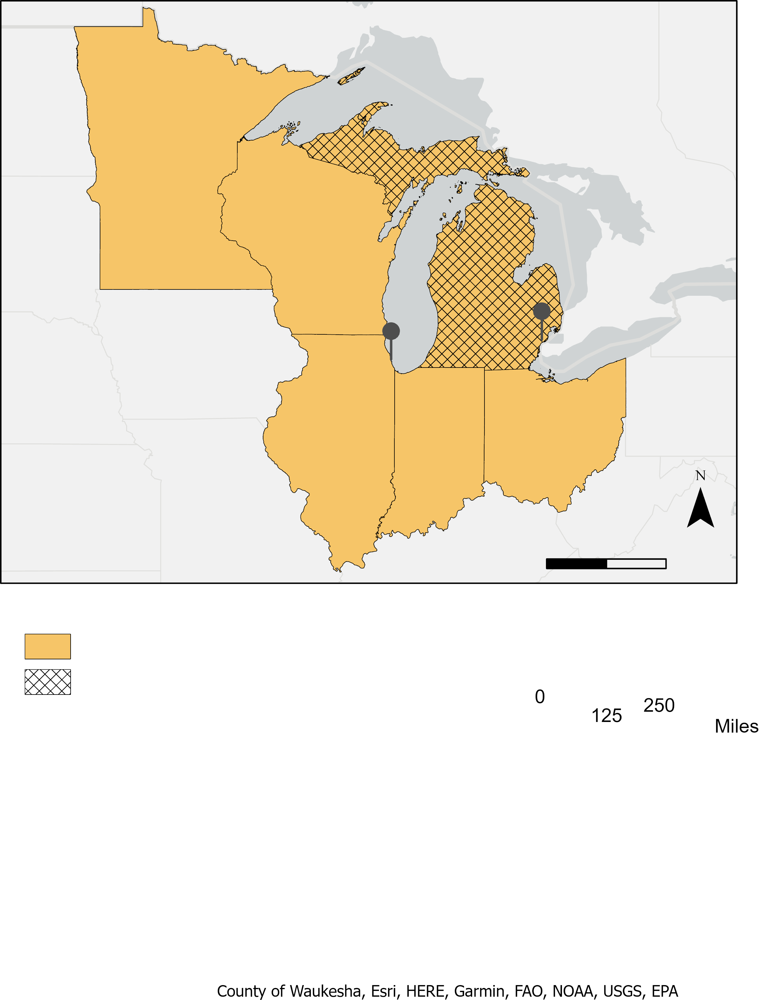 N
0
250
125
Miles
County of Waukesha, Esri, HERE, Garmin, FAO, NOAA, USGS, EPA